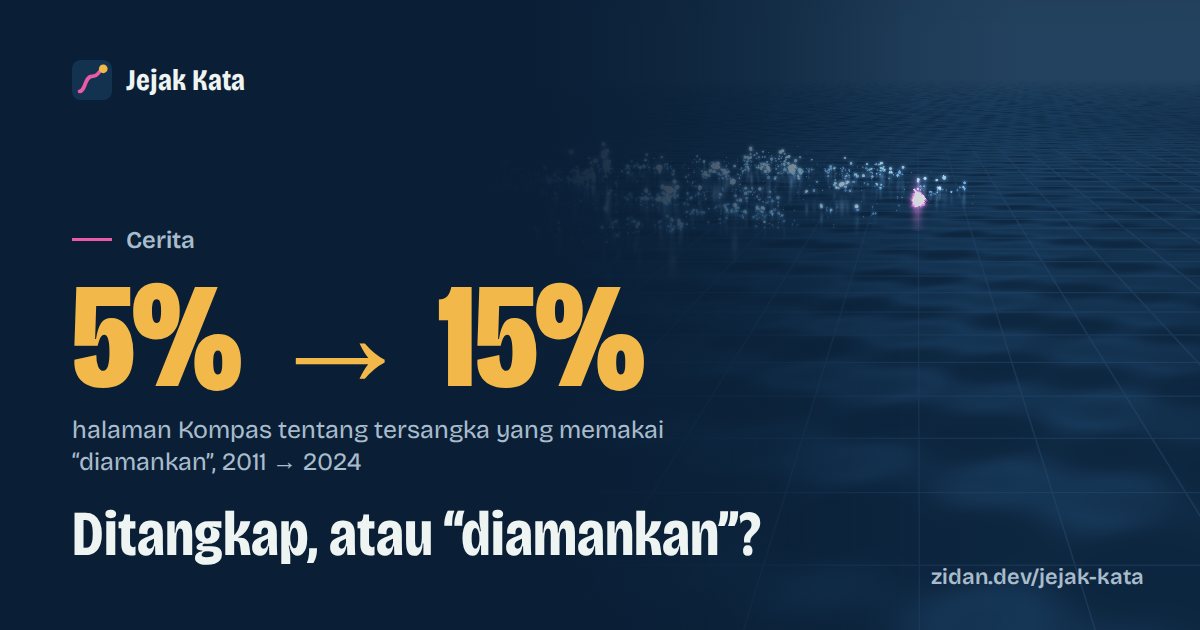 Jejak Kata
Cerita
5% → 15%
halaman Kompas tentang tersangka yang memakai
“diamankan”, 2011 → 2024
Ditangkap, atau “diamankan”?
zidan.dev/jejak-kata